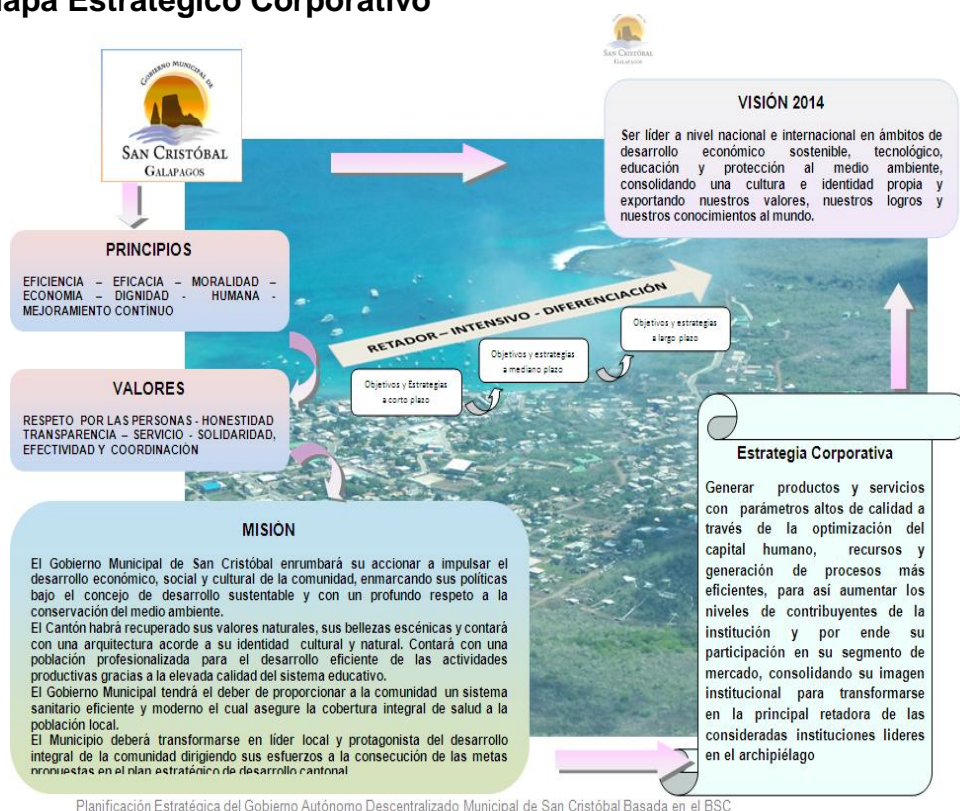 Mapa Estratégico Corporativo
GOBIERNO MUNICIPAL DE
SAN CRISTÓBAL
GALAPAGOS
SAN CRISTÓBAL
GALAPAGOS
VISIÓN 2014
Ser líder a nivel nacional e internacional en ámbitos de
desarrollo económico sostenible, tecnológico,
educación y protección al medio ambiente,
consolidando una cultura e identidad propia y
exportando nuestros valores, nuestros logros y
nuestros conocimientos al mundo.
PRINCIPIOS
EFICIENCIA – EFICACIA – MORALIDAD –
ECONOMIA – DIGNIDAD - HUMANA -
MEJORAMIENTO CONTINUO
RETADOR – INTENSIVO - DIFERENCIACIÓN
Objetivos y Estrategias
a corto plazo
Objetivos y estrategias
a mediano plazo
Objetivos y estrategias
a largo plazo
VALORES
RESPETO POR LAS PERSONAS - HONESTIDAD
TRANSPARENCIA – SERVICIO - SOLIDARIDAD,
EFECTIVIDAD Y COORDINACIÓN
MISIÓN
El Gobierno Municipal de San Cristóbal enrumbará su accionar a impulsar el
desarrollo económico, social y cultural de la comunidad, enmarcando sus políticas
bajo el concejo de desarrollo sustentable y con un profundo respeto a la
conservación del medio ambiente.
El Cantón habrá recuperado sus valores naturales, sus bellezas escénicas y contará
con una arquitectura acorde a su identidad cultural y natural. Contará con una
población profesionalizada para el desarrollo eficiente de las actividades
productivas gracias a la elevada calidad del sistema educativo.
El Gobierno Municipal tendrá el deber de proporcionar a la comunidad un sistema
sanitario eficiente y moderno el cual asegure la cobertura integral de salud a la
población local.
El Municipio deberá transformarse en líder local y protagonista del desarrollo
integral de la comunidad dirigiendo sus esfuerzos a la consecución de las metas
propuestas en el plan estratégico de desarrollo cantonal
Estrategia Corporativa
Generar productos y servicios
con parámetros altos de calidad a
través de la optimización del
capital humano, recursos y
generación de procesos más
eficientes, para así aumentar los
niveles de contribuyentes de la
institución y por ende su
participación en su segmento de
mercado, consolidando su imagen
institucional para transformarse
en la principal retadora de las
consideradas instituciones lideres
en el archipiélago
Planificación Estratégica del Gobierno Autónomo Descentralizado Municipal de San Cristóbal Basada en el BSC